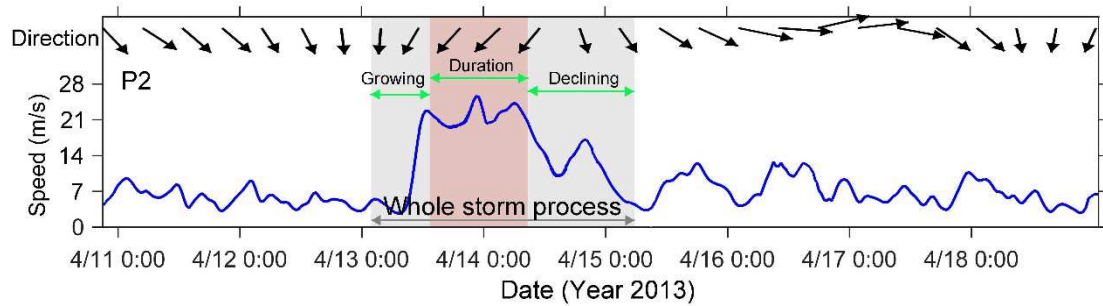 Direction
P2
Growing
Duration
Declining
28
21
14
7
0
Speed (m/s)
Whole storm process
4/11 0:00 4/12 0:00 4/13 0:00 4/14 0:00 4/15 0:00 4/16 0:00 4/17 0:00 4/18 0:00
Date (Year 2013)